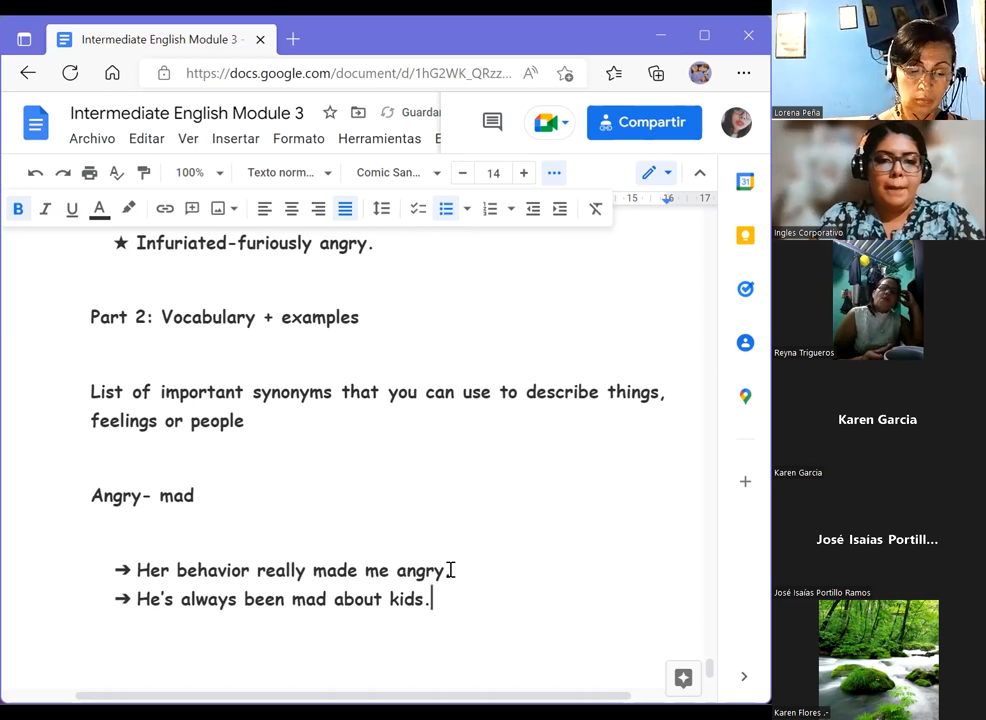 Intermediate English Module 3 -
https://docs.google.com/document/d/1hG2WK_QRzz...
Intermediate English Module 3
Guarda
Compartir
Archivo Editar Ver Insertar Formato Herramientas E
100% Texto norm... Comic San... 14
15 16 17
31
★ Infuriated-furiously angry.
Part 2: Vocabulary + examples
List of important synonyms that you can use to describe things,
feelings or people
Angry- mad
➔ Her behavior really made me angry.
➔ He's always been mad about kids.
Lorena Peña
Ingles Corporativo
Reyna Trigueros
Karen Garcia
Karen Garcia
José Isaías Portillo...
José Isaías Portillo Ramos
Karen Flores .-